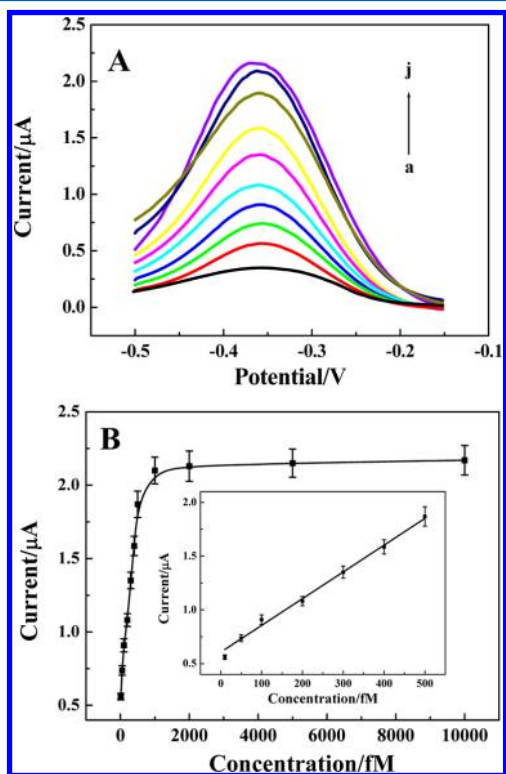 A
2.5
2.0
1.5
1.0
0.5
0.0
Current/μA
j
a
-0.5 -0.4 -0.3 -0.2 -0.1
Potential/V
B
2.5
2.0
1.5
1.0
0.5
Current/μA
2.0
1.5
1.0
0.5
Current/μA
0 100 200 300 400 500
Concentration/fM
0 2000 4000 6000 8000 10000
Concentration/fM